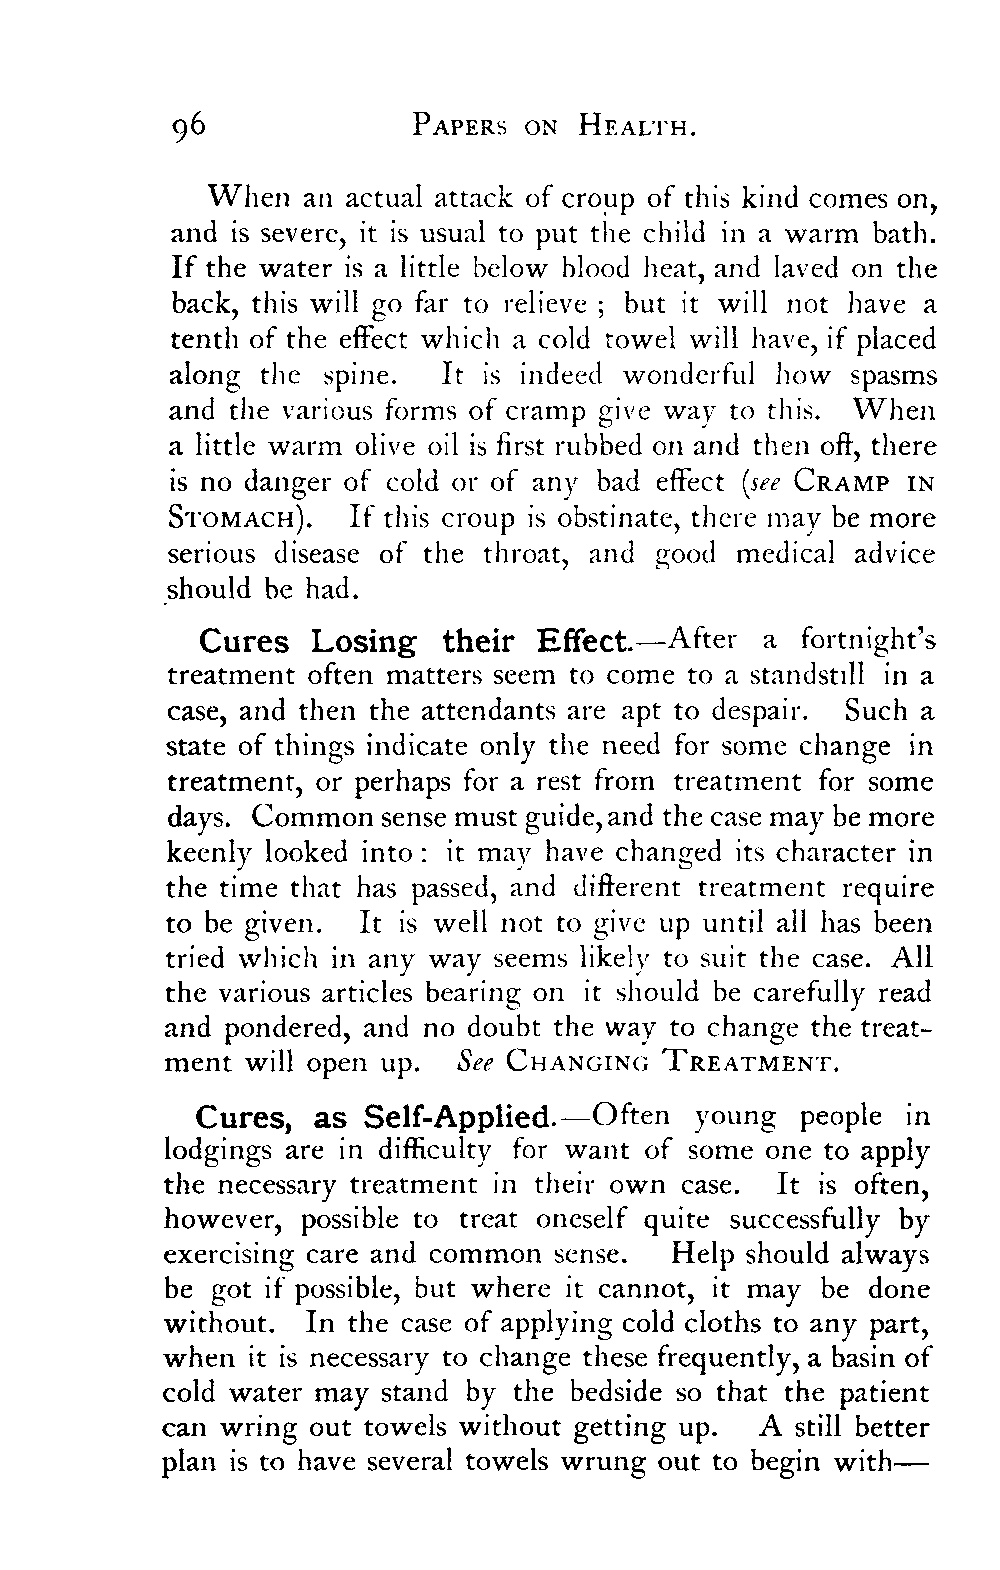 96 PAPERS ON HEALTH.
When an actual attack of croup of this kind comes on,
and is severe, it is usual to put the child in a warm bath.
If the water is a little below blood heat, and laved on the
back, this will go far to relieve ; but it will not have a
tenth of the effect which a cold towel will have, if placed
along the spine. It is indeed wonderful how spasms
and the various forms of cramp give way to this. When
a little warm olive oil is first rubbed on and then off, there
is no danger of cold or of any bad effect (see CRAMP IN
STOMACH). If this croup is obstinate, there may be more
serious disease of the throat, and good medical advice
should be had.
Cures Losing their Effect.—After a fortnight's
treatment often matters seem to come to a standstill in a
case, and then the attendants are apt to despair. Such a
state of things indicate only the need for some change in
treatment, or perhaps for a rest from treatment for some
days. Common sense must guide, and the case may be more
keenly looked into : it may have changed its character in
the time that has passed, and different treatment require
to be given. It is well not to give up until all has been
tried which in any way seems likely to suit the case. All
the various articles bearing on it should be carefully read
and pondered, and no doubt the way to change the treat-
ment will open up. See CHANGING TREATMENT.
Cures, as Self-Applied.—Often young people in
lodgings are in difficulty for want of some one to apply
the necessary treatment in their own case. It is often,
however, possible to treat oneself quite successfully by
exercising care and common sense. Help should always
be got if possible, but where it cannot, it may be done
without. In the case of applying cold cloths to any part,
when it is necessary to change these frequently, a basin of
cold water may stand by the bedside so that the patient
can wring out towels without getting up. A still better
plan is to have several towels wrung out to begin with—